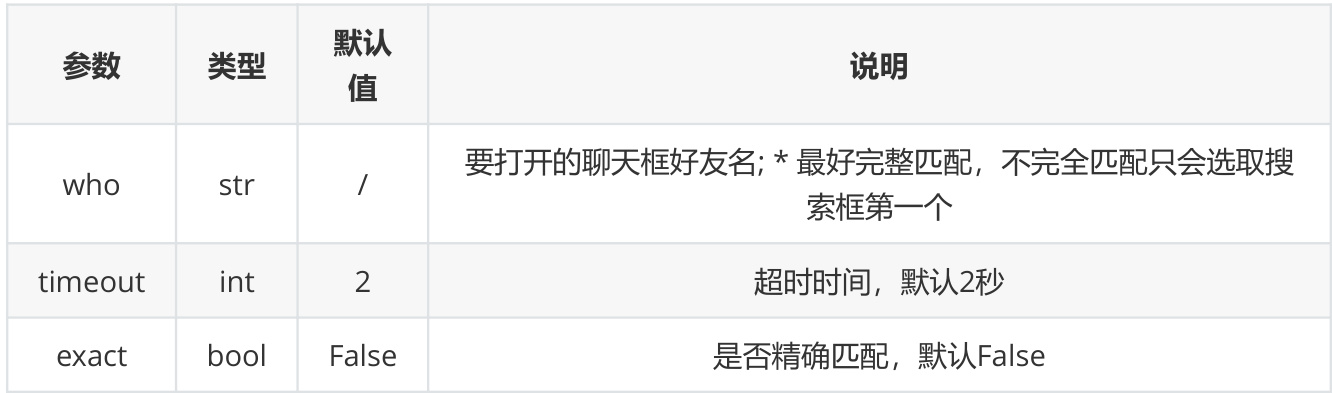 参数 类型 默认值 说明
who str / 要打开的聊天框好友名; * 最好完整匹配，不完全匹配只会选取搜
索框第一个
timeout int 2 超时时间，默认2秒
exact bool False 是否精确匹配，默认False